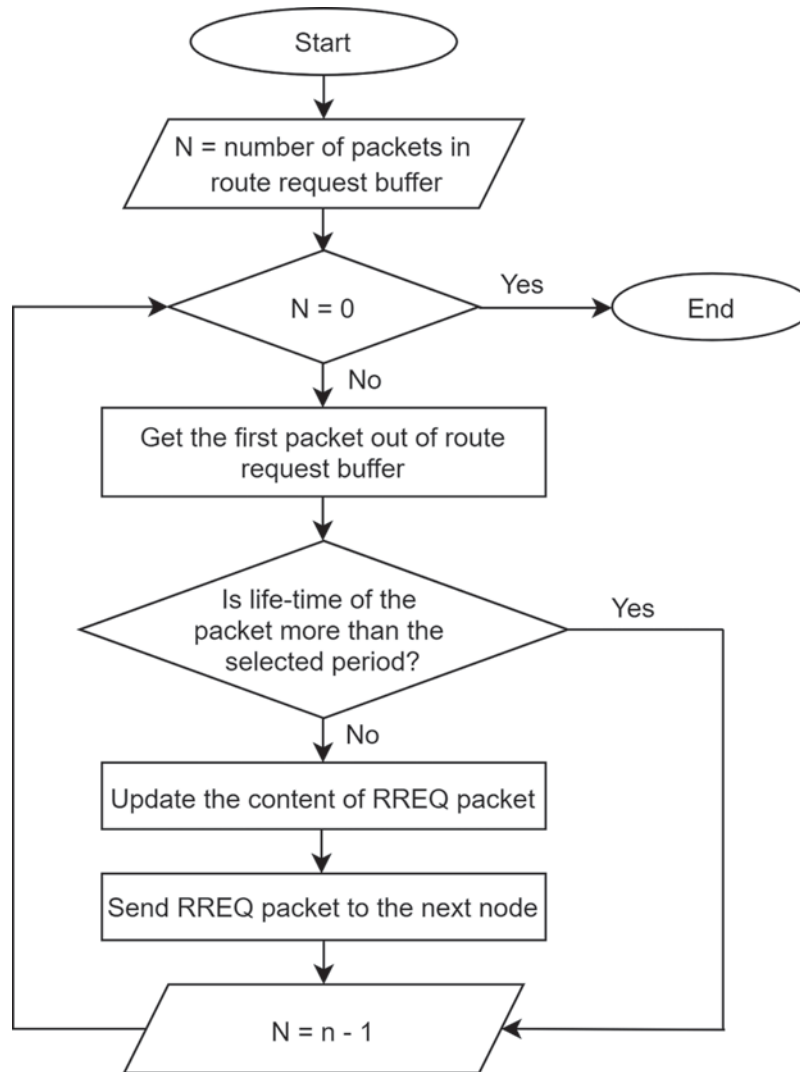 Start
N = number of packets in
route request buffer
N = 0
Yes
End
No
Get the first packet out of route
request buffer
Is life-time of the
packet more than the
selected period?
Yes
No
Update the content of RREQ packet
Send RREQ packet to the next node
N = n - 1